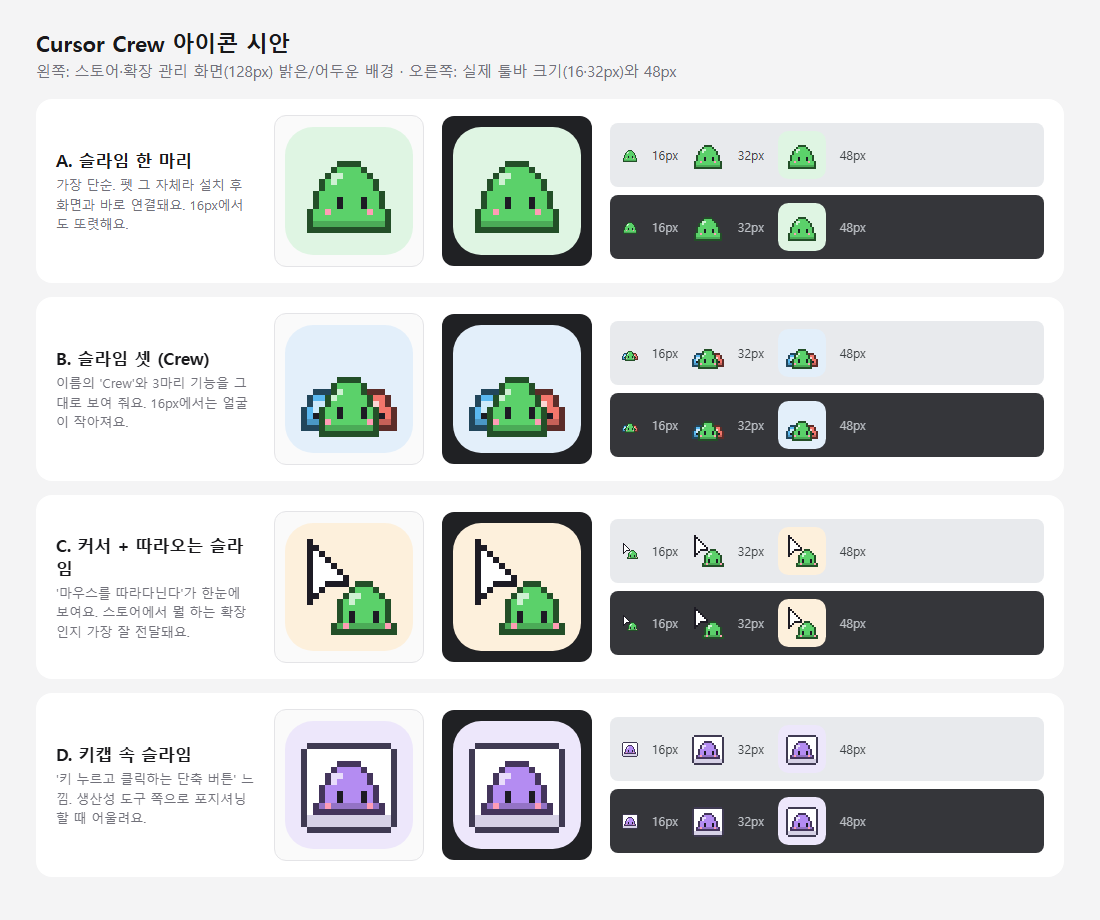 Cursor Crew 아이콘 시안
왼쪽: 스토어·확장 관리 화면(128px) 밝은/어두운 배경 · 오른쪽: 실제 툴바 크기(16·32px)와 48px
A. 슬라임 한 마리
가장 단순. 펫 그 자체라 설치 후
화면과 바로 연결돼요. 16px에서
도 또렷해요.
16px 32px 48px
16px 32px 48px
B. 슬라임 셋 (Crew)
이름의 'Crew'와 3마리 기능을 그
대로 보여 줘요. 16px에서는 얼굴
이 작아져요.
16px 32px 48px
16px 32px 48px
C. 커서 + 따라오는 슬라
임
'마우스를 따라다닌다'가 한눈에
보여요. 스토어에서 뭘 하는 확장
인지 가장 잘 전달돼요.
16px 32px 48px
16px 32px 48px
D. 키캡 속 슬라임
'키 누르고 클릭하는 단축 버튼' 느
낌. 생산성 도구 쪽으로 포지셔닝
할 때 어울려요.
16px 32px 48px
16px 32px 48px